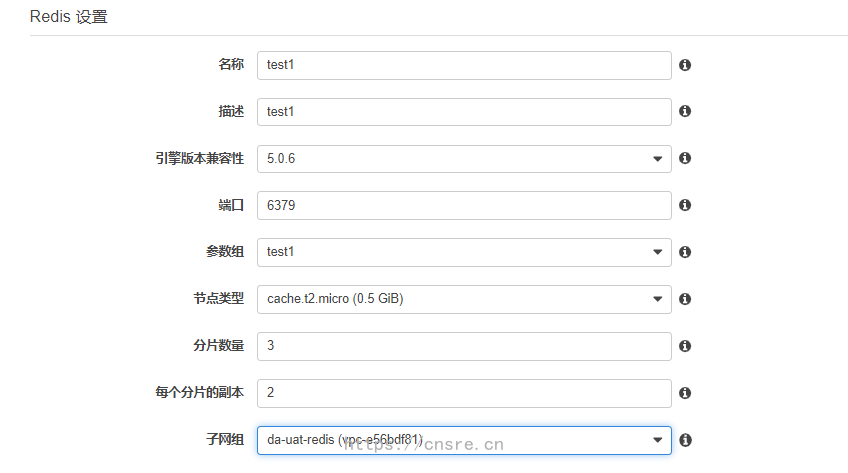 Redis 设置
名称 test1
描述 test1
引擎版本兼容性 5.0.6
端口 6379
参数组 test1
节点类型 cache.t2.micro (0.5 GiB)
分片数量 3
每个分片的副本 2
子网组 da-uat-redis (vpc-e56bdf81)
https://cnsre.cn